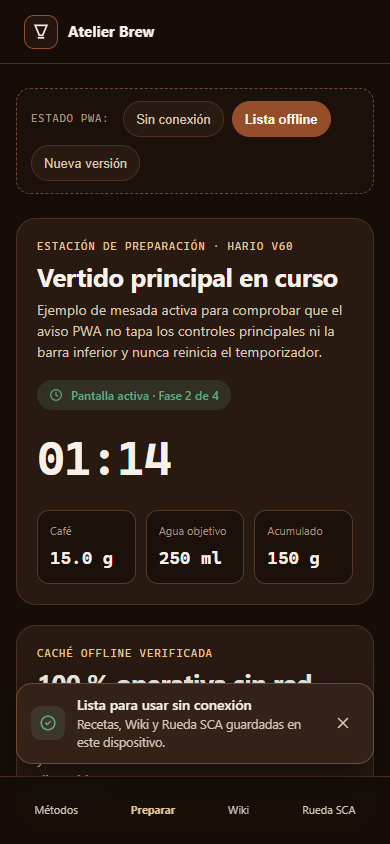 Atelier Brew
ESTADO PWA:
Sin conexión
Lista offline
Nueva versión
ESTACIÓN DE PREPARACIÓN · HARIO V60
Vertido principal en curso
Ejemplo de mesada activa para comprobar que el
aviso PWA no tapa los controles principales ni la
barra inferior y nunca reinicia el temporizador.
Pantalla activa · Fase 2 de 4
01:14
Café
15.0 g
Agua objetivo
250 ml
Acumulado
150 g
CACHÉ OFFLINE VERIFICADA
100 % operativa sin red
Lista para usar sin conexión
Recetas, Wiki y Rueda SCA guardadas en
este dispositivo.
Métodos
Preparar
Wiki
Rueda SCA